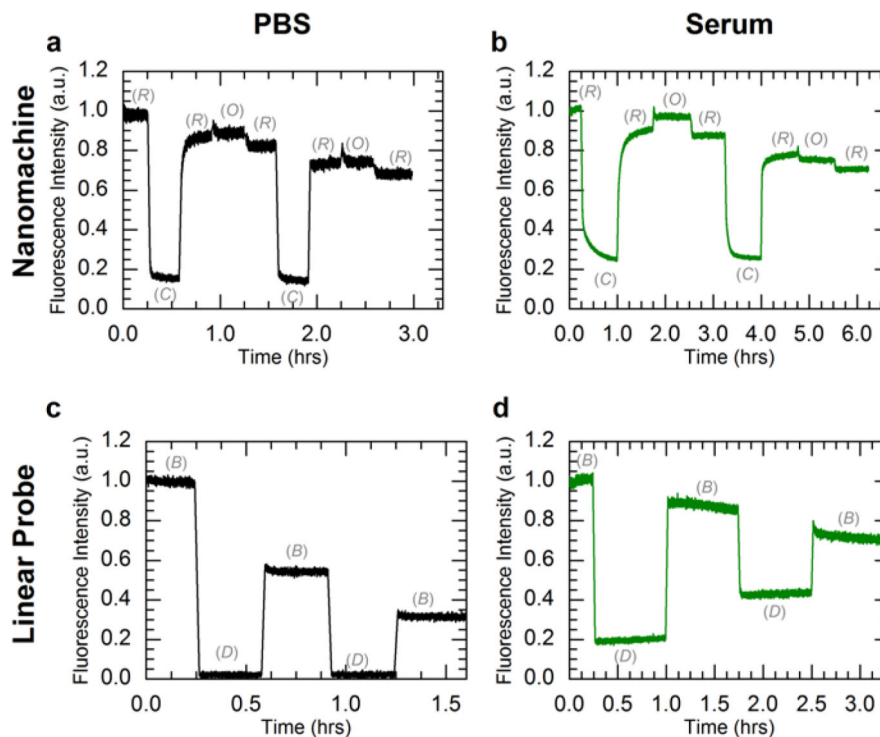 PBS
Serum
Nanomachine
Linear Probe
a
Fluorescence Intensity (a.u.)
1.2
1.0
0.8
0.6
0.4
0.2
0.0
(R)
(R)
(O)
(R)
(R)
(O)
(R)
(C)
(C)
0.0 1.0 2.0 3.0
Time (hrs)
b
Fluorescence Intensity (a.u.)
1.2
1.0
0.8
0.6
0.4
0.2
0.0
(R)
(R)
(O)
(R)
(R)
(O)
(R)
(C)
(C)
0.0 1.0 2.0 3.0 4.0 5.0 6.0
Time (hrs)
c
Fluorescence Intensity (a.u.)
1.2
1.0
0.8
0.6
0.4
0.2
0.0
(B)
(B)
(B)
(D)
(D)
0.0 0.5 1.0 1.5
Time (hrs)
d
Fluorescence Intensity (a.u.)
1.2
1.0
0.8
0.6
0.4
0.2
0.0
(B)
(B)
(B)
(D)
(D)
0.0 0.5 1.0 1.5 2.0 2.5 3.0
Time (hrs)